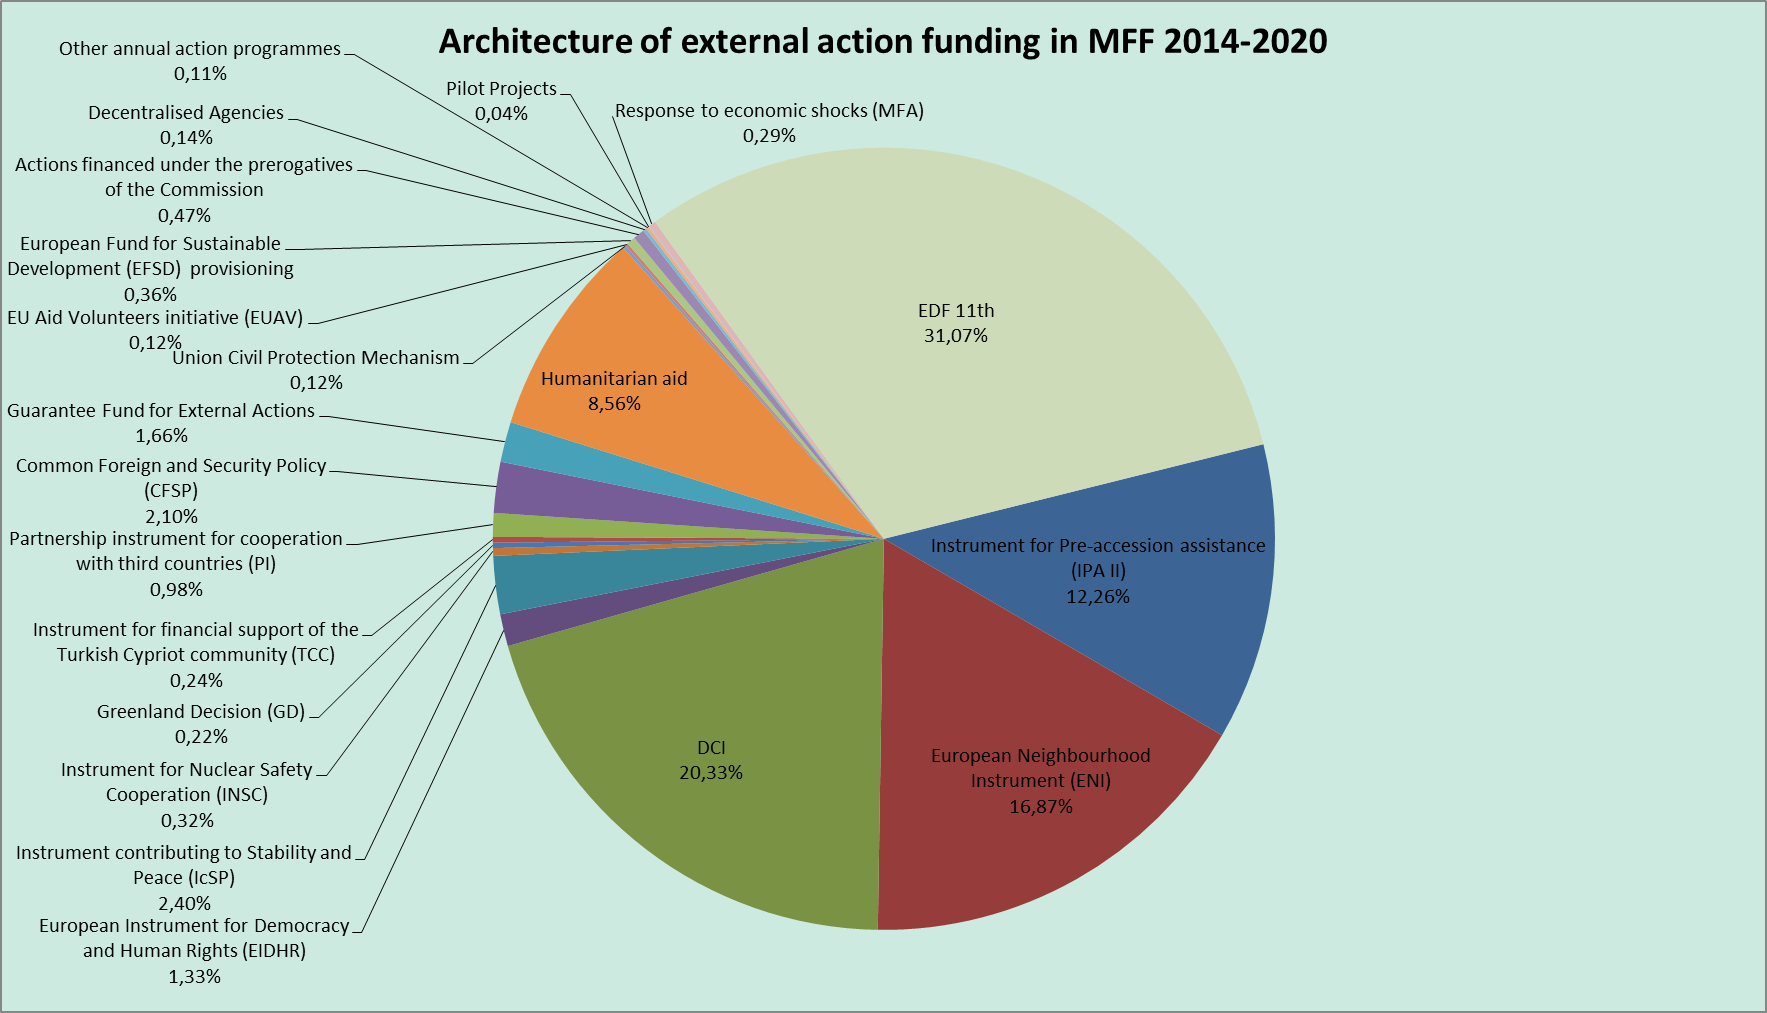 Architecture of external action funding in MFF 2014-2020
Other annual action programmes
0,11%
Pilot Projects
0,04%
Response to economic shocks (MFA)
0,29%
Decentralised Agencies
0,14%
Actions financed under the prerogatives
of the Commission
0,47%
European Fund for Sustainable
Development (EFSD) provisioning
0,36%
EU Aid Volunteers initiative (EUAV)
0,12%
Union Civil Protection Mechanism
0,12%
Humanitarian aid
8,56%
Guarantee Fund for External Actions
1,66%
Common Foreign and Security Policy
(CFSP)
2,10%
Partnership instrument for cooperation
with third countries (PI)
0,98%
Instrument for financial support of the
Turkish Cypriot community (TCC)
0,24%
Greenland Decision (GD)
0,22%
Instrument for Nuclear Safety
Cooperation (INSC)
0,32%
Instrument contributing to Stability and
Peace (IcSP)
2,40%
European Instrument for Democracy
and Human Rights (EIDHR)
1,33%
EDF 11th
31,07%
Instrument for Pre-accession assistance
(IPA II)
12,26%
European Neighbourhood
Instrument (ENI)
16,87%
DCI
20,33%